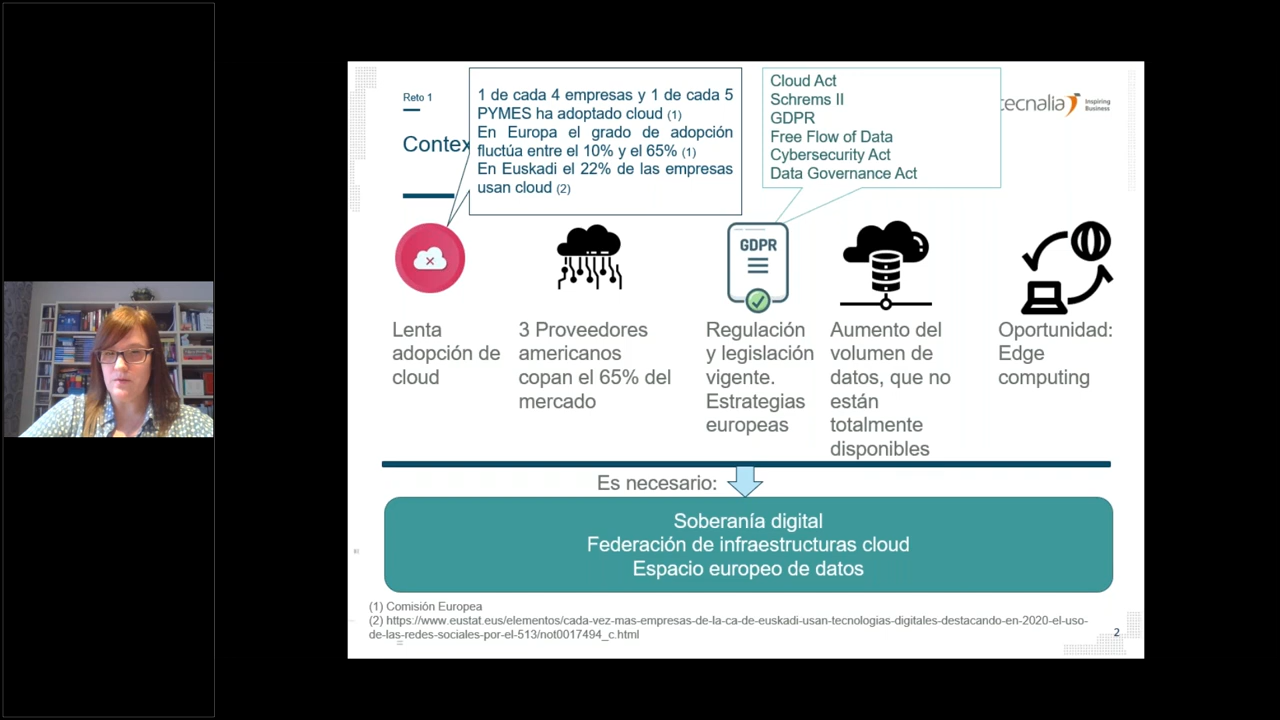 Reto 1
Contex
1 de cada 4 empresas y 1 de cada 5
PYMES ha adoptado cloud (1)
En Europa el grado de adopción
fluctúa entre el 10% y el 65% (1)
En Euskadi el 22% de las empresas
usan cloud (2)
Cloud Act
Schrems II
GDPR
Free Flow of Data
Cybersecurity Act
Data Governance Act
tecnalia
Inspiring
Business
GDPR
Lenta
adopción de
cloud
3 Proveedores
americanos
copan el 65% del
mercado
Regulación
y legislación
vigente.
Estrategias
europeas
Aumento del
volumen de
datos, que no
están
totalmente
disponibles
Oportunidad:
Edge
computing
Es necesario:
Soberanía digital
Federación de infraestructuras cloud
Espacio europeo de datos
(1) Comisión Europea
(2) https://www.eustat.eus/elementos/cada-vez-mas-empresas-de-la-ca-de-euskadi-usan-tecnologias-digitales-destacando-en-2020-el-uso-
de-las-redes-sociales-por-el-513/not0017494_c.html
2